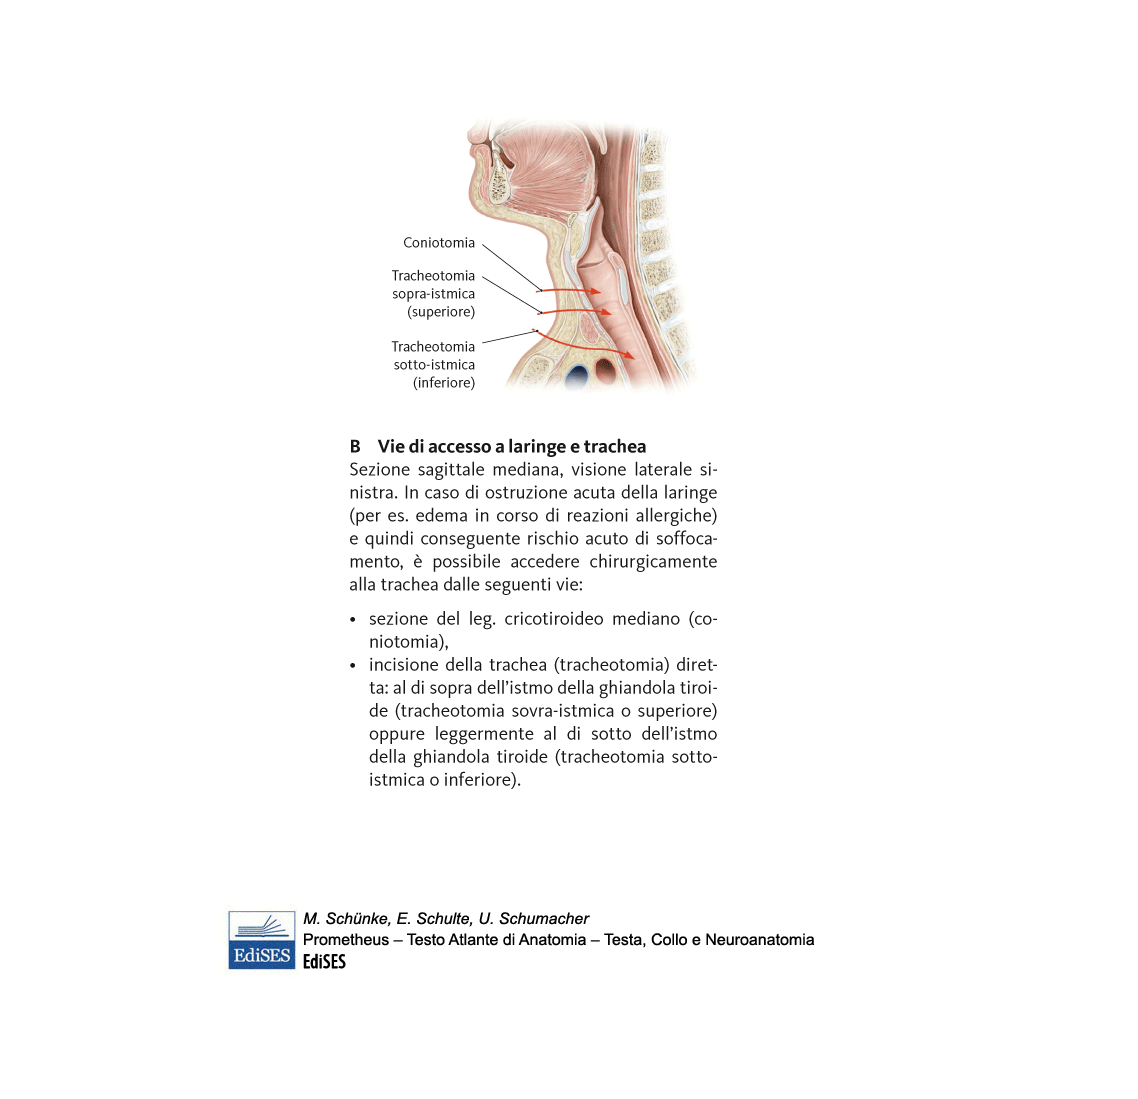 Coniotomia
Tracheotomia
sopra-istmica
(superiore)
Tracheotomia
sotto-istmica
(inferiore)
B Vie di accesso a laringe e trachea
Sezione sagittale mediana, visione laterale si-
nistra. In caso di ostruzione acuta della laringe
(per es. edema in corso di reazioni allergiche)
e quindi conseguente rischio acuto di soffoca-
mento, è possibile accedere chirurgicamente
alla trachea dalle seguenti vie:
• sezione del leg. cricotiroideo mediano (co-
niotomia),
• incisione della trachea (tracheotomia) diret-
ta: al di sopra dell’istmo della ghiandola tiroi-
de (tracheotomia sovra-istmica o superiore)
oppure leggermente al di sotto dell’istmo
della ghiandola tiroide (tracheotomia sotto-
istmica o inferiore).
M. Schünke, E. Schulte, U. Schumacher
Prometheus – Testo Atlante di Anatomia – Testa, Collo e Neuroanatomia
EdiSES
EdiSES